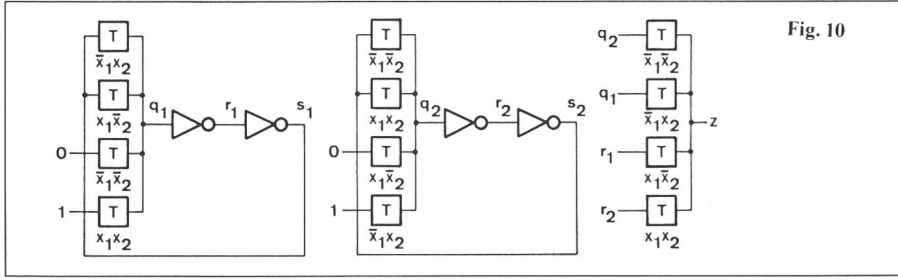 Fig. 10
T
x̄₁x₂
T
x₁x̄₂
0
T
x̄₁x̄₂
1
T
x₁x₂
q₁
r₁
s₁
T
x̄₁x̄₂
T
x₁x₂
0
T
x₁x̄₂
1
T
x̄₁x₂
q₂
r₂
s₂
q₂
T
x̄₁x̄₂
q₁
T
x̄₁x₂
r₁
T
x₁x̄₂
r₂
T
x₁x₂
z